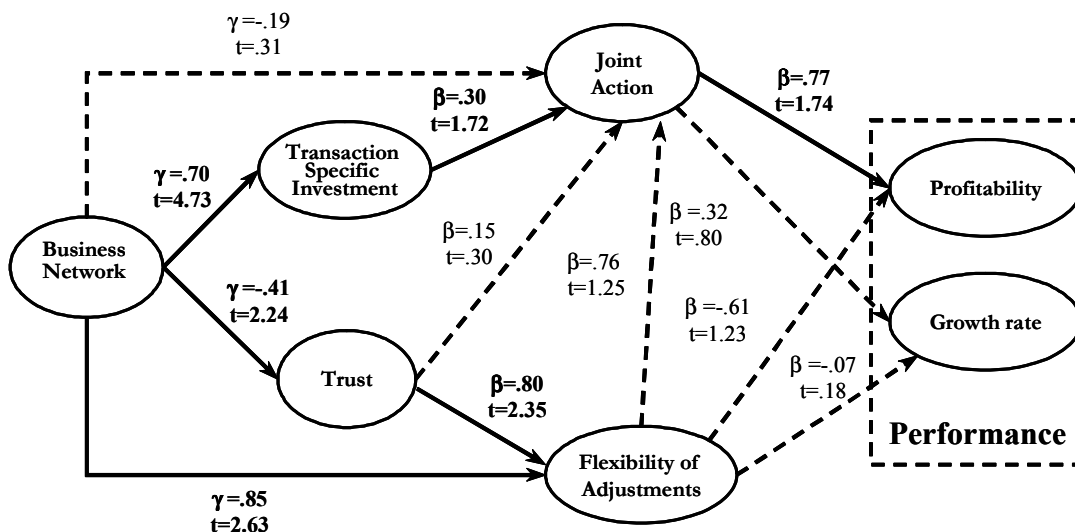 γ =-.19
t=.31
Joint
Action
β=.77
t=1.74
β=.30
t=1.72
Transaction
Specific
Investment
γ=.70
t=4.73
Profitability
β=.15
t=.30
β =.32
t=.80
Business
Network
β=.76
t=1.25
γ=-.41
t=2.24
β =-.61
t=1.23
Growth rate
Trust
β =-.07
t=.18
β=.80
t=2.35
Performance
Flexibility of
Adjustments
γ=.85
t=2.63